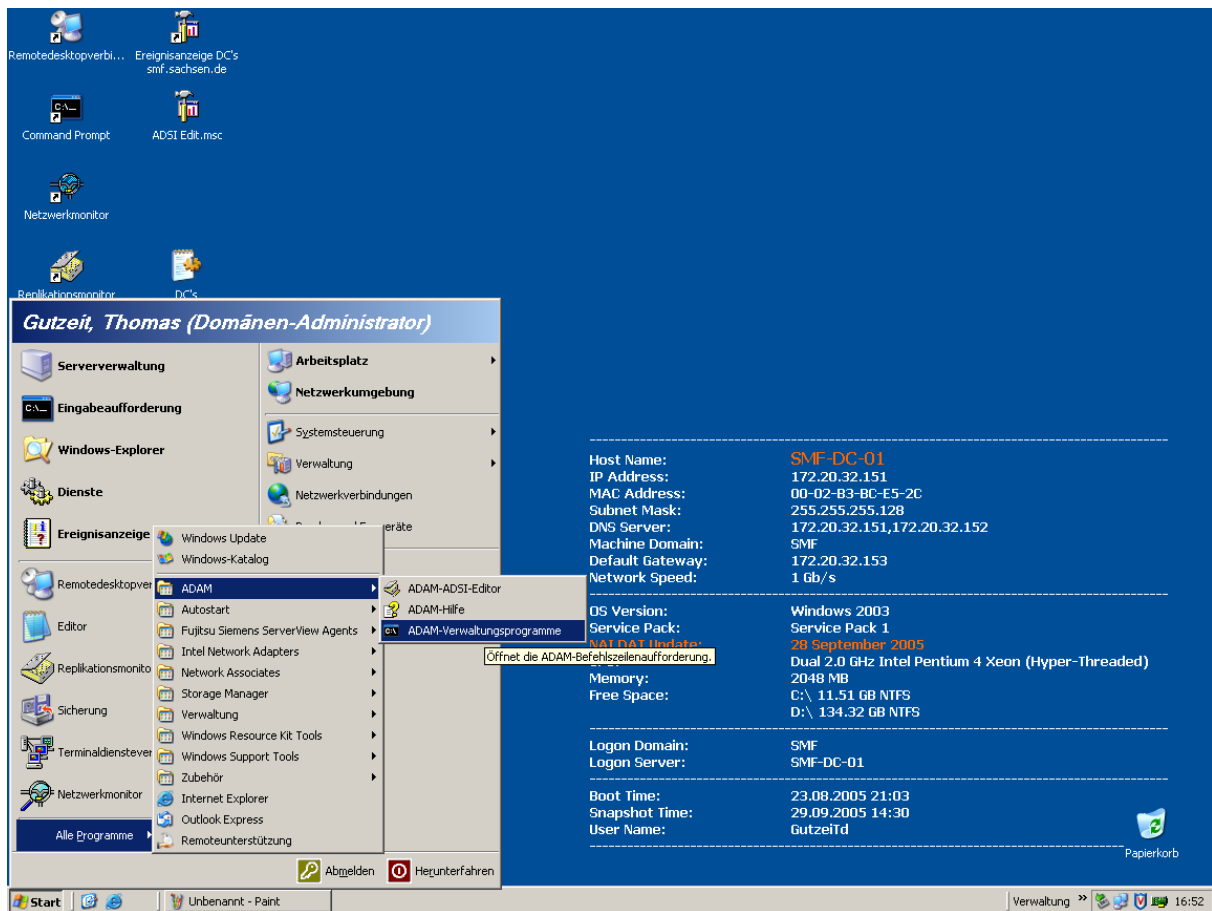 Remotedesktopverbi...
Ereignisanzeige DC's
smf.sachsen.de
Command Prompt
ADSI Edit.msc
Netzwerkmonitor
Replikationsmonitor
DC's
Gutzeit, Thomas (Domänen-Administrator)
Serververwaltung
Eingabeaufforderung
Windows-Explorer
Dienste
Ereignisanzeige
Remotedesktopver
Editor
Replikationsmonito
Sicherung
Terminaldienstever
Netzwerkmonitor
Alle Programme
Arbeitsplatz
Netzwerkumgebung
Systemsteuerung
Verwaltung
Netzwerkverbindungen
Windows Update
Windows-Katalog
ADAM
Autostart
Fujitsu Siemens ServerView Agents
Intel Network Adapters
Network Associates
Storage Manager
Verwaltung
Windows Resource Kit Tools
Windows Support Tools
Zubehör
Internet Explorer
Outlook Express
Remoteunterstützung
ADAM-ADSI-Editor
ADAM-Hilfe
ADAM-Verwaltungsprogramme
Öffnet die ADAM-Befehlszeilenaufforderung.
Abmelden
Herunterfahren
Host Name: SMF-DC-01
IP Address: 172.20.32.151
MAC Address: 00-02-B3-BC-E5-2C
Subnet Mask: 255.255.255.128
DNS Server: 172.20.32.151,172.20.32.152
Machine Domain: SMF
Default Gateway: 172.20.32.153
Network Speed: 1 Gb/s
OS Version: Windows 2003
Service Pack: Service Pack 1
NAI DAT Update: 28 September 2005
Dual 2.0 GHz Intel Pentium 4 Xeon (Hyper-Threaded)
Memory: 2048 MB
Free Space: C:\ 11.51 GB NTFS
D:\ 134.32 GB NTFS
Logon Domain: SMF
Logon Server: SMF-DC-01
Boot Time: 23.08.2005 21:03
Snapshot Time: 29.09.2005 14:30
User Name: GutzeiTd
Papierkorb
Start
Unbenannt - Paint
Verwaltung
16:52